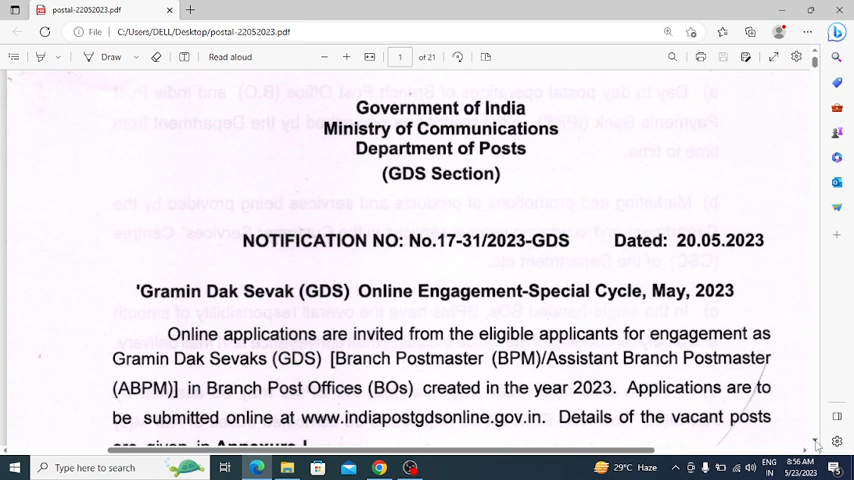 postal-22052023.pdf
File C:/Users/DELL/Desktop/postal-22052023.pdf
Draw Read aloud 1 of 21
Government of India
Ministry of Communications
Department of Posts
(GDS Section)
NOTIFICATION NO: No.17-31/2023-GDS Dated: 20.05.2023
'Gramin Dak Sevak (GDS) Online Engagement-Special Cycle, May, 2023
Online applications are invited from the eligible applicants for engagement as
Gramin Dak Sevaks (GDS) [Branch Postmaster (BPM)/Assistant Branch Postmaster
(ABPM)] in Branch Post Offices (BOs) created in the year 2023. Applications are to
be submitted online at www.indiapostgdsonline.gov.in. Details of the vacant posts
are given in Annexure I
Type here to search 29°C Haze ENG IN 8:56 AM 5/23/2023 5